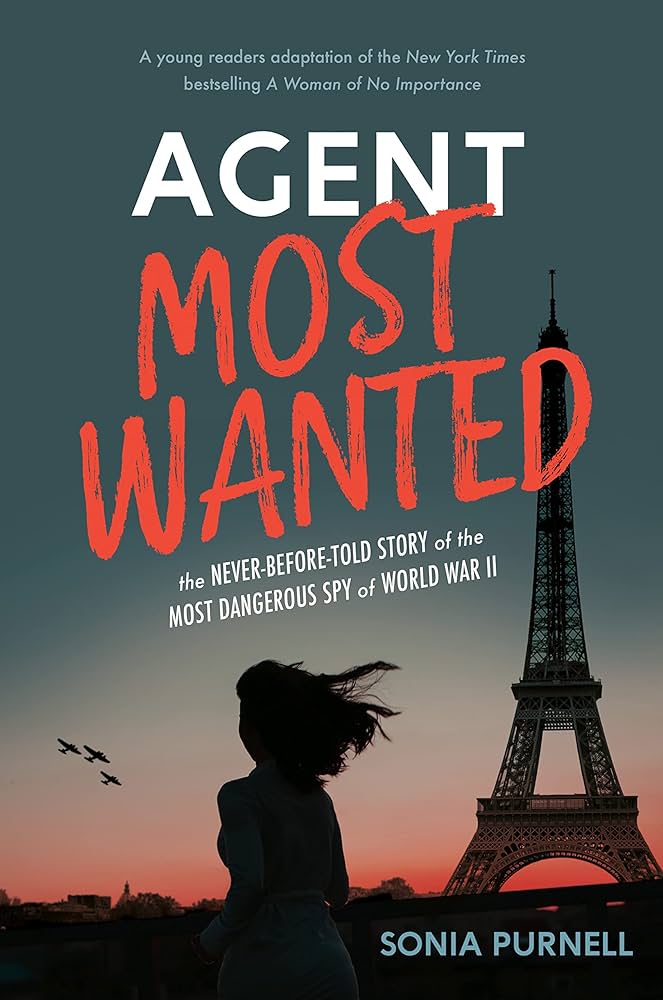 A young readers adaptation of the New York Times
bestselling A Woman of No Importance
AGENT
MOST
WANTED
the NEVER-BEFORE-TOLD STORY of the
MOST DANGEROUS SPY of WORLD WAR II
SONIA PURNELL